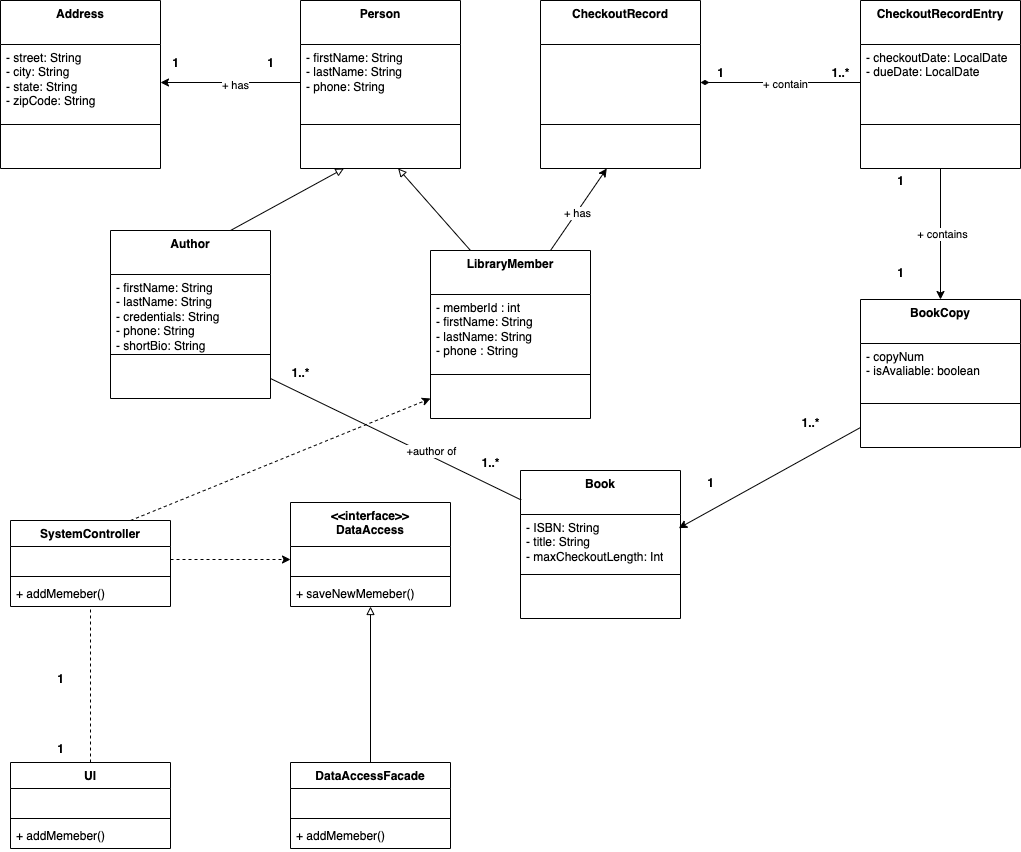 Address
- street: String
- city: String
- state: String
- zipCode: String
1
1
+ has
Person
- firstName: String
- lastName: String
- phone: String
CheckoutRecord
1
1..*
+ contain
CheckoutRecordEntry
- checkoutDate: LocalDate
- dueDate: LocalDate
1
+ contains
1
+ has
Author
- firstName: String
- lastName: String
- credentials: String
- phone: String
- shortBio: String
LibraryMember
- memberId : int
- firstName: String
- lastName: String
- phone : String
BookCopy
- copyNum
- isAvaliable: boolean
1..*
+author of
1..*
1..*
1
Book
- ISBN: String
- title: String
- maxCheckoutLength: Int
SystemController
+ addMemeber()
<<interface>>
DataAccess
+ saveNewMemeber()
1
1
UI
+ addMemeber()
DataAccessFacade
+ addMemeber()